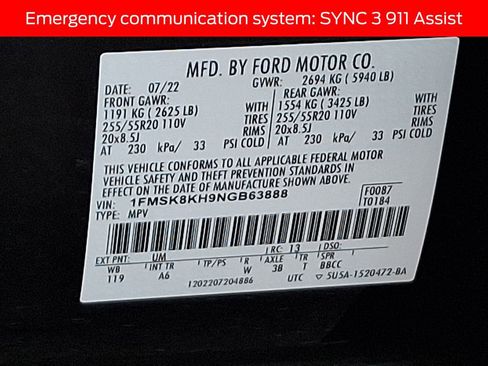 Emergency communication system: SYNC 3 911 Assist
MFD. BY FORD MOTOR CO.
DATE: 07/22 GVWR: 2694 KG ( 5940 LB)
FRONT GAWR: REAR GAWR:
1191 KG ( 2625 LB) WITH 1554 KG ( 3425 LB) WITH
255/55R20 110V TIRES 255/55R20 110V TIRES
20x8.5J RIMS 20x8.5J RIMS
AT 230 kPa/ 33 PSI COLD AT 230 kPa/ 33 PSI COLD
THIS VEHICLE CONFORMS TO ALL APPLICABLE FEDERAL MOTOR
VEHICLE SAFETY AND THEFT PREVENTION STANDARDS IN EFFECT
ON THE DATE OF MANUFACTURE SHOWN ABOVE.
VIN: 1FMSK8KH9NGB63888 F0087
TYPE: MPV T0184
EXT PNT: UM RC: 13
WB INT TR TP/PS R AXLE TR SPR
119 A6 W 3B T BBCC
1202207204886 UTC ▽ 5U5A-1520472-BA